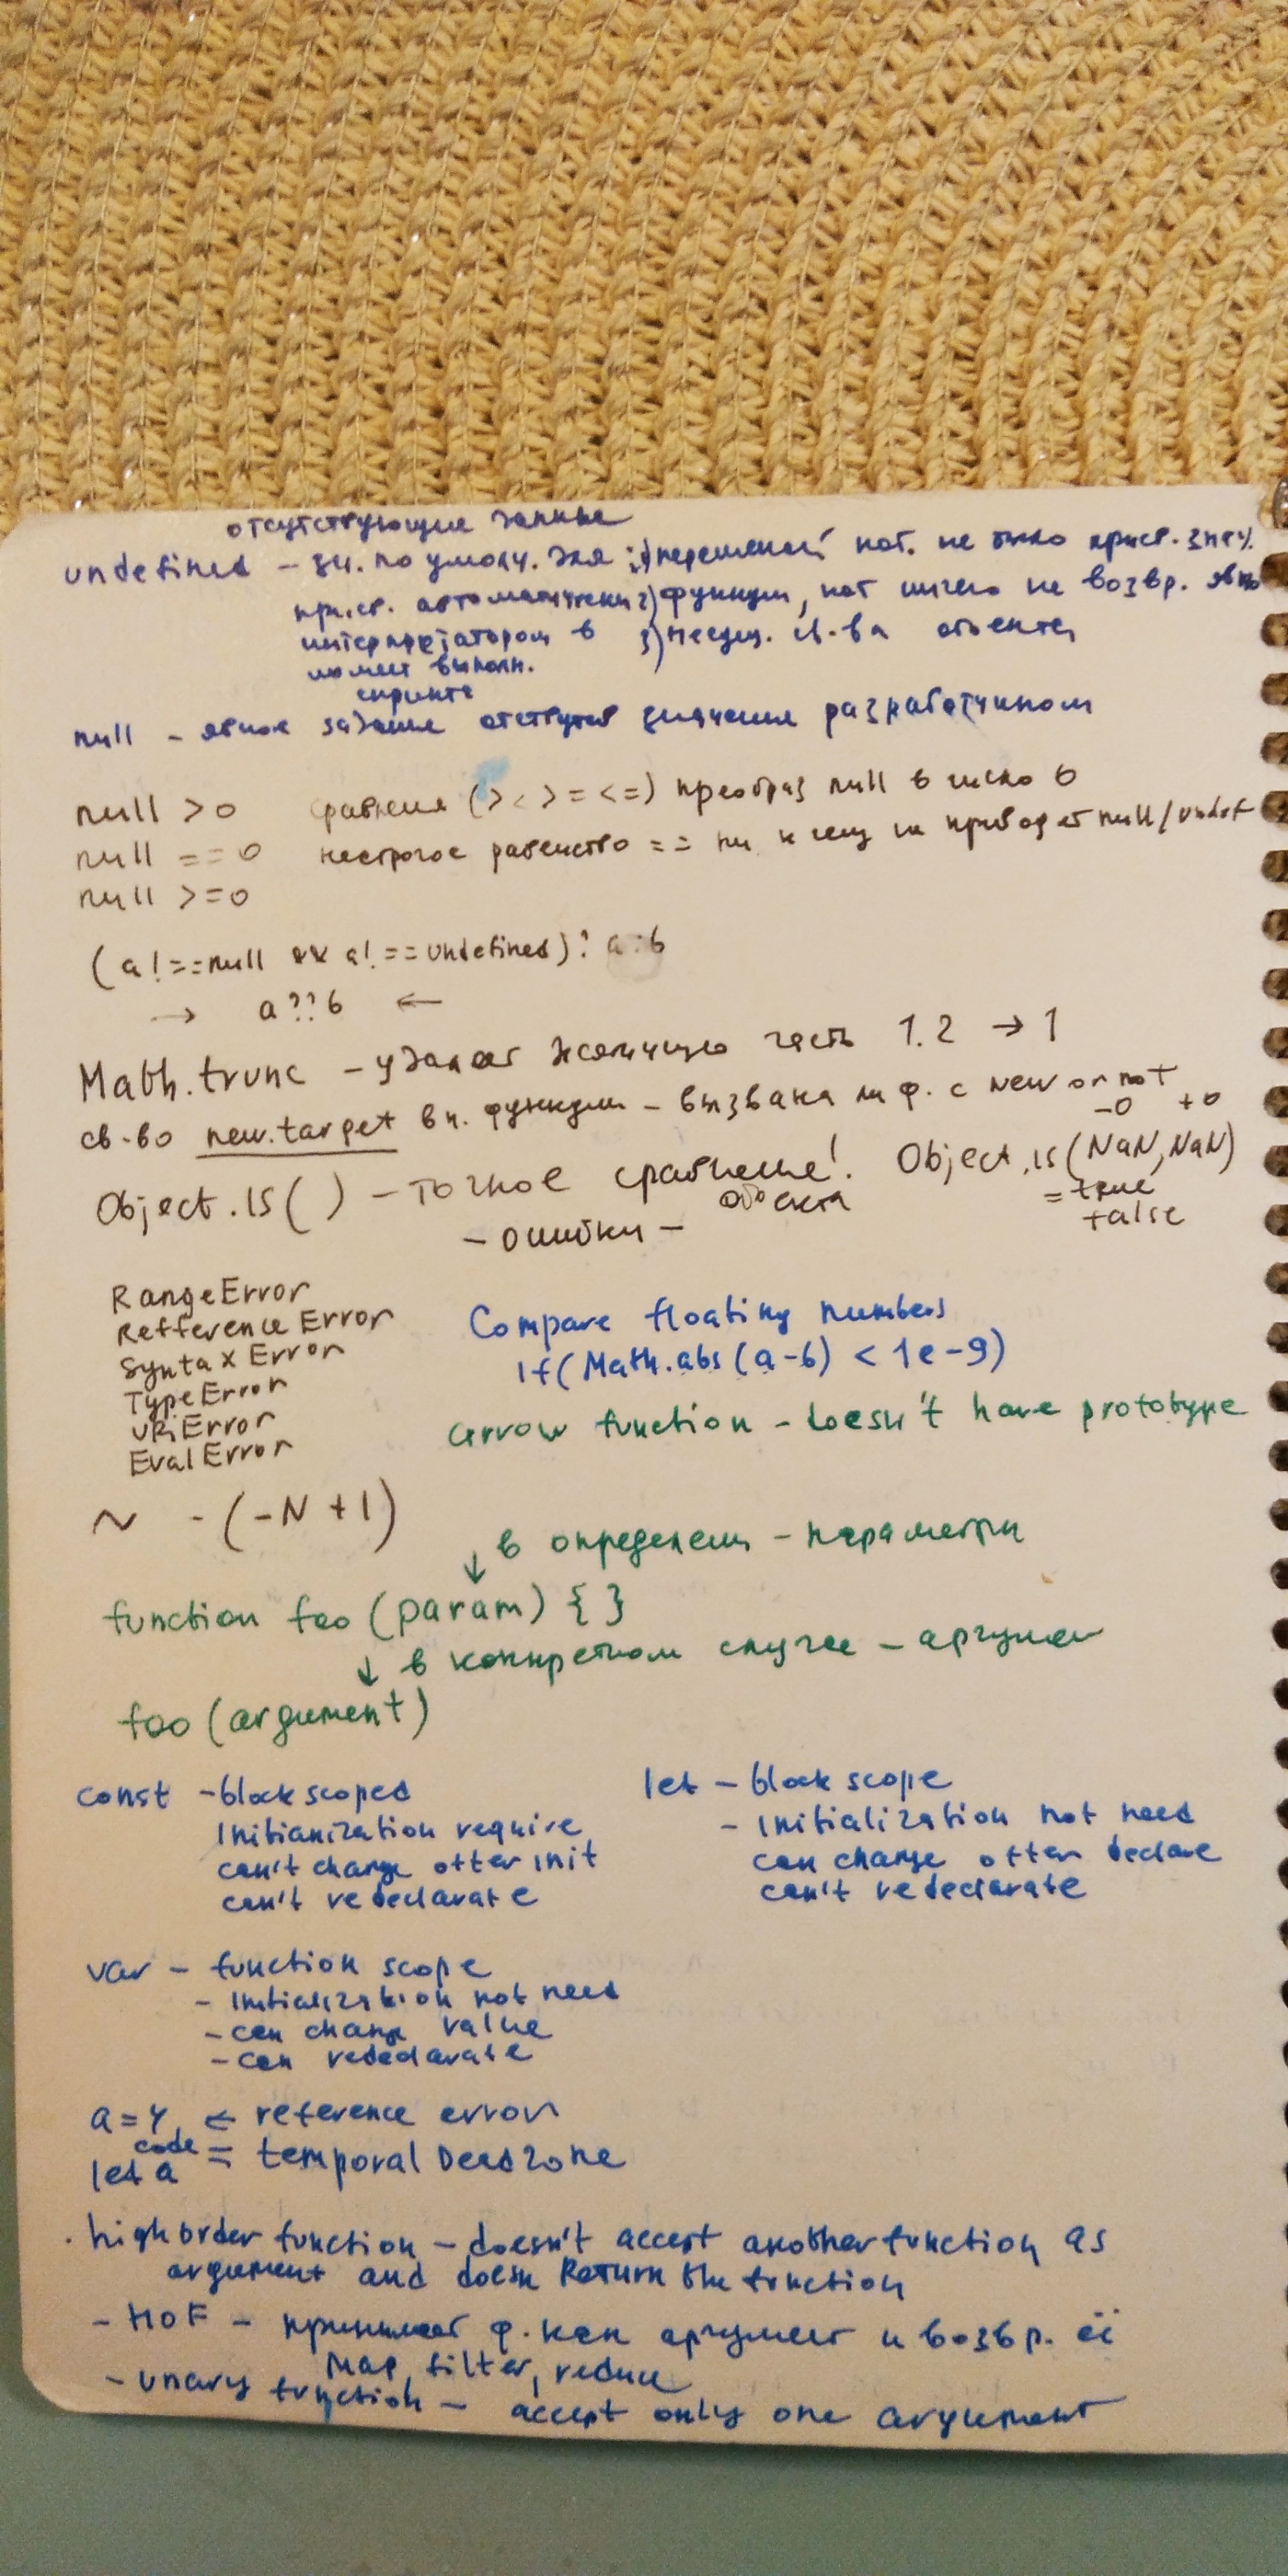 отсутствующие данные
undefined – зн. по умолч. для 1) переменной кот. не было присв. знач.
присв. автоматически 2) функции, кот ничего не возвр. явно
интерпретатором в 3) несущ. св-ва объекта
момент выполн.
скрипта
null – явное задание значения разработчиком
null > 0 сравнения (> < >= <=) преобраз null в число 0
null == 0 нестрогое равенство == ни к чему не приводит null/undef
null >= 0
(a !== null && a !== undefined) ? a : b
→ a ?? b ←
Math.trunc – удаляет часть 1.2 → 1
св-во new.target вн. функции – вызвана ли ф. с new or not
-0 +0
Object.is() – точное сравнение! Object.is(NaN, NaN)
объекта = true
false
– ошибки –
RangeError
RefferenceError
SyntaxError
TypeError
URiError
EvalError
Compare floating numbers
if(Math.abs(a-b) < 1e-9)
arrow function – doesn't have prototype
~ -(-N+1)
↓ в определении – параметры
function foo (param) { }
↓ в конкретном случае – аргумент
foo (argument)
const – block scoped
Initianization require
can't change after init
can't redeclarate
let – block scope
– Initialization not need
can change after declare
can't redeclarate
var – function scope
– Initialization not need
– can change value
– can redeclarate
a = 4 ← reference error
code = temporal Dead zone
let a
. high order function – doesn't accept another function as
argument and doesn Return the function
– HOF – принимает ф. как аргумент и возвр. её
Map, filter, reduce
– unary function – accept only one argument